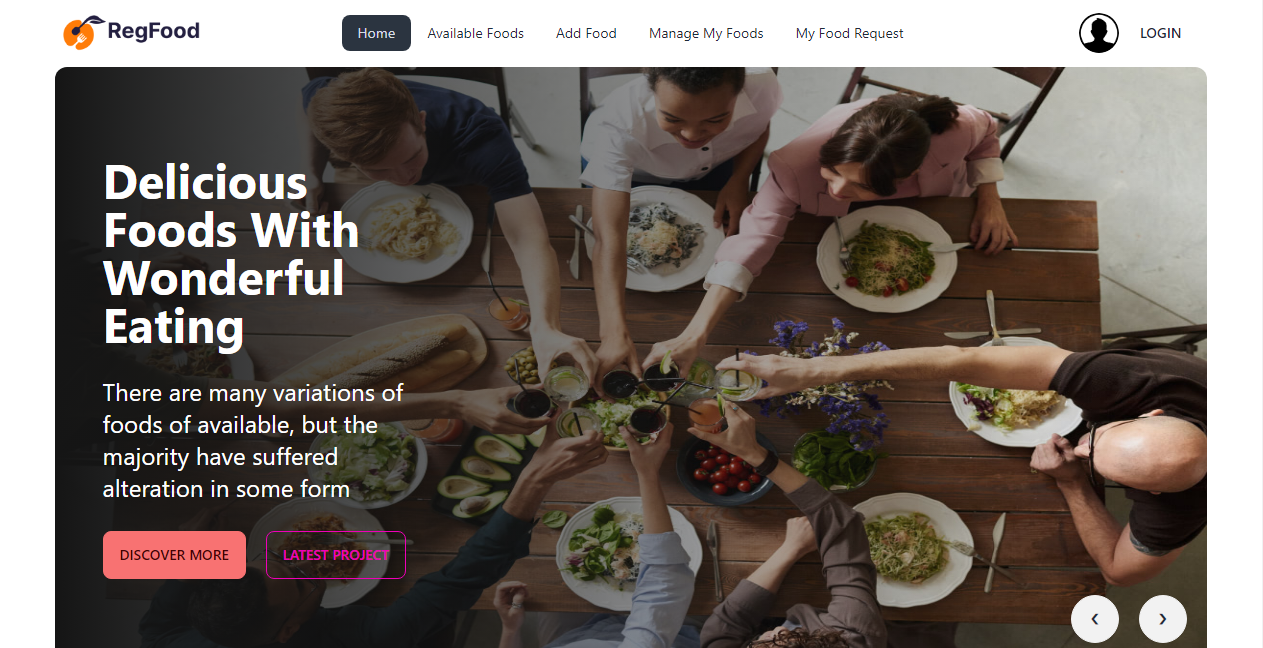 RegFood
Home
Available Foods
Add Food
Manage My Foods
My Food Request
LOGIN
Delicious
Foods With
Wonderful
Eating
There are many variations of
foods of available, but the
majority have suffered
alteration in some form
DISCOVER MORE
LATEST PROJECT
❮
❯